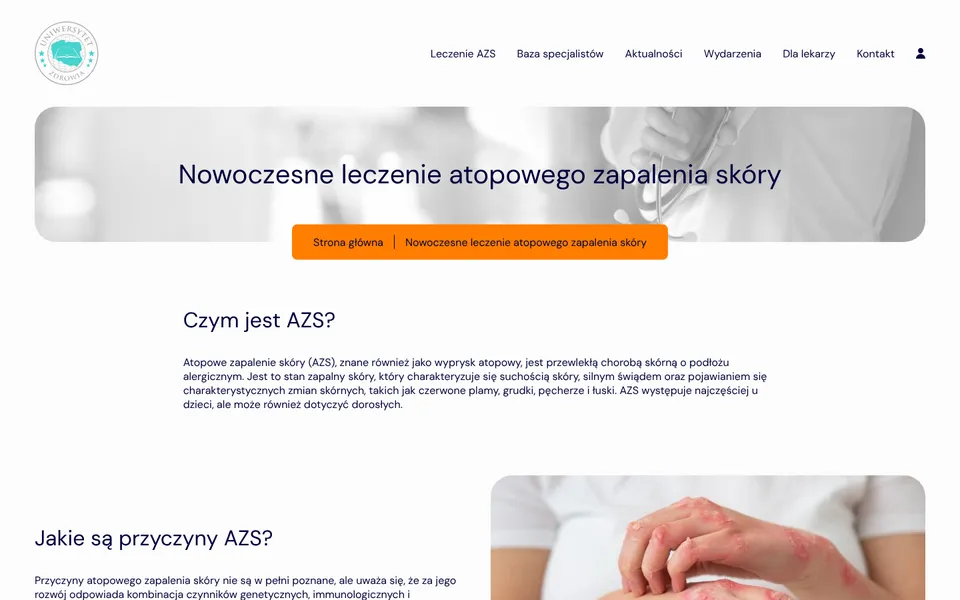 UNIWERSYTET
ZDROWIA
Leczenie AZS
Baza specjalistów
Aktualności
Wydarzenia
Dla lekarzy
Kontakt
Nowoczesne leczenie atopowego zapalenia skóry
Strona główna
Nowoczesne leczenie atopowego zapalenia skóry
Czym jest AZS?
Atopowe zapalenie skóry (AZS), znane również jako wyprysk atopowy, jest przewlekłą chorobą skórną o podłożu
alergicznym. Jest to stan zapalny skóry, który charakteryzuje się suchością skóry, silnym świądem oraz pojawianiem się
charakterystycznych zmian skórnych, takich jak czerwone plamy, grudki, pęcherze i łuski. AZS występuje najczęściej u
dzieci, ale może również dotyczyć dorosłych.
Jakie są przyczyny AZS?
Przyczyny atopowego zapalenia skóry nie są w pełni poznane, ale uważa się, że za jego
rozwój odpowiada kombinacja czynników genetycznych, immunologicznych i